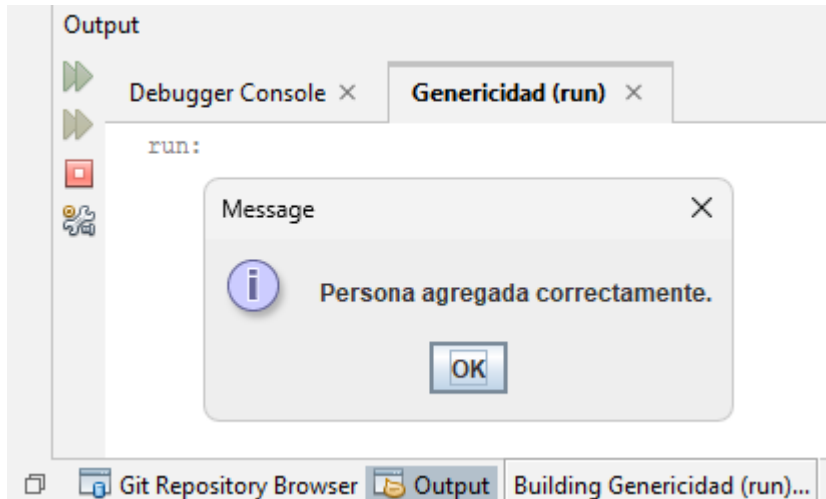 Output
Debugger Console
Genericidad (run)
run:
Message
Persona agregada correctamente.
OK
Git Repository Browser
Output
Building Genericidad (run)...